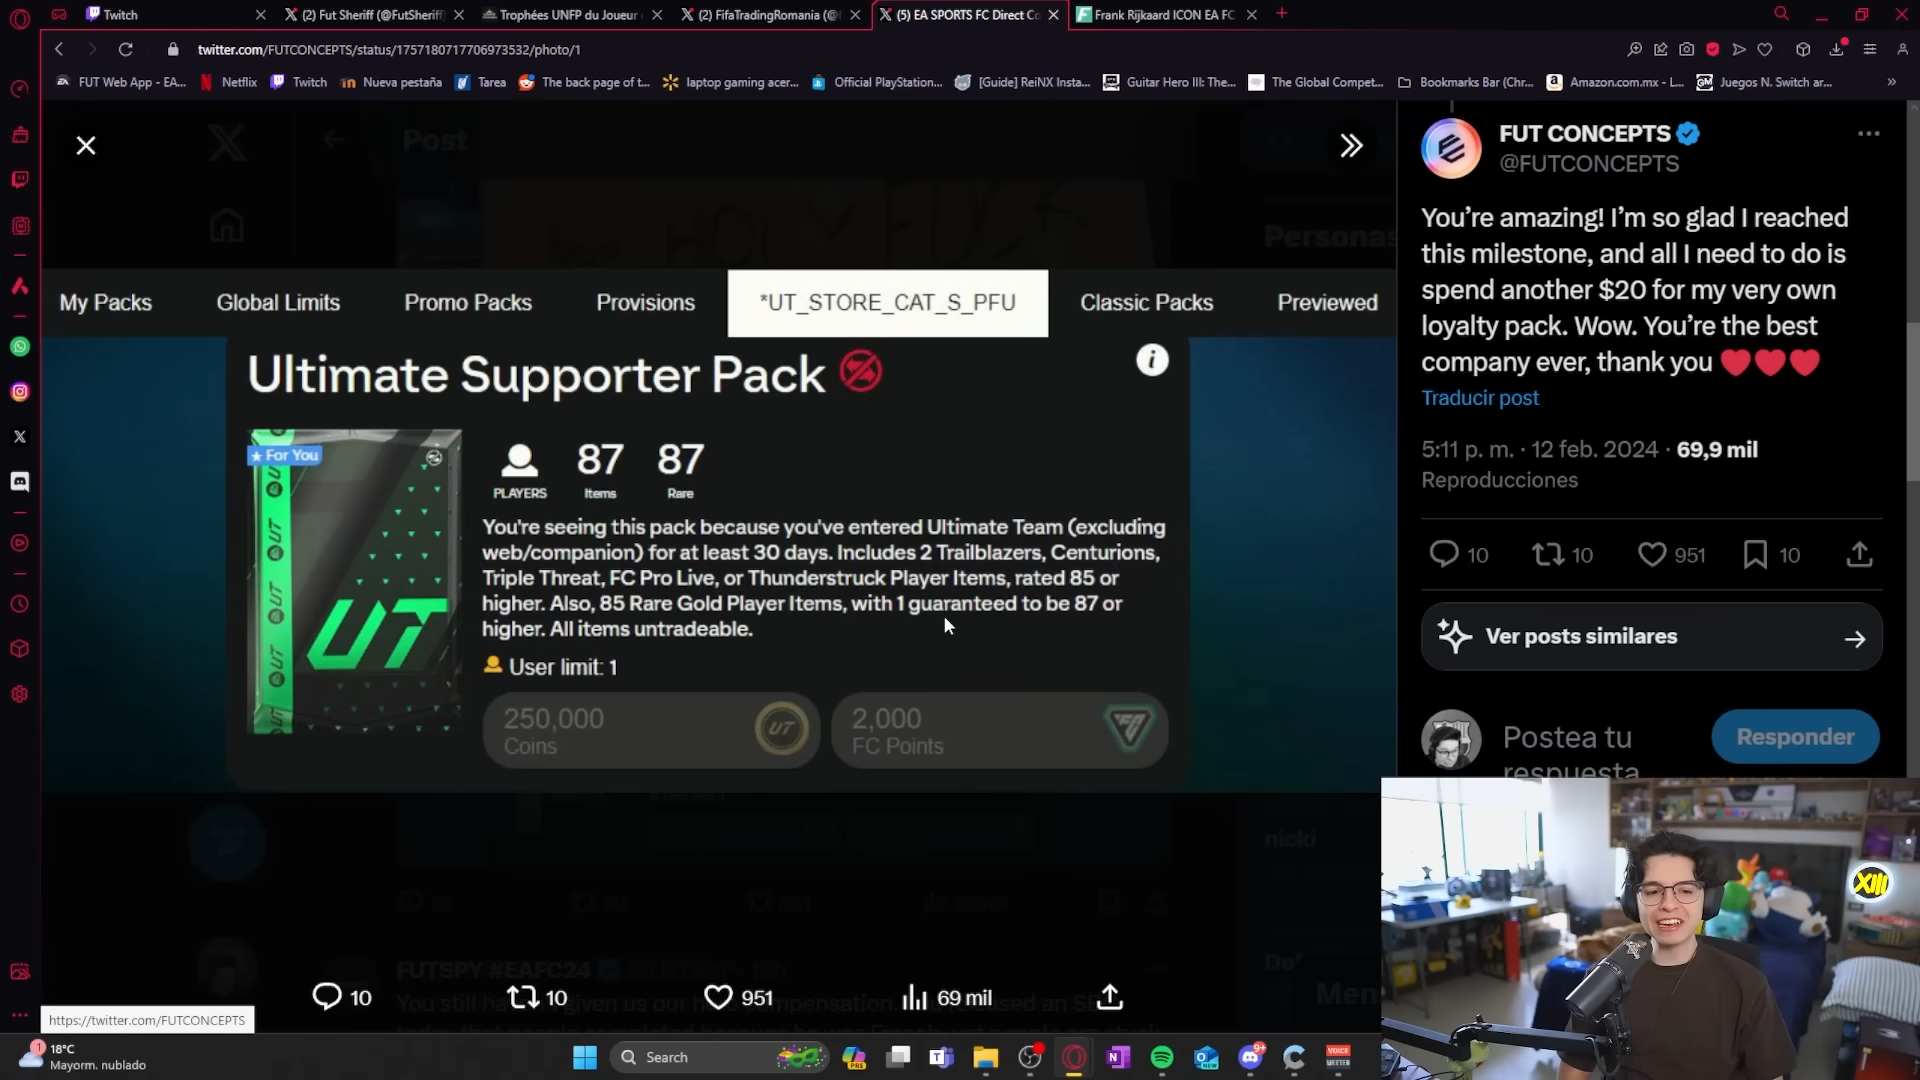 Twitch
(2) Fut Sheriff (@FutSheriff
Trophées UNFP du Joueur
(2) FifaTradingRomania (@
(5) EA SPORTS FC Direct Co
Frank Rijkaard ICON EA FC
twitter.com/FUTCONCEPTS/status/1757180717706973532/photo/1
FUT Web App - EA...
Netflix
Twitch
Nueva pestaña
Tarea
The back page of t...
laptop gaming acer...
Official PlayStation...
[Guide] ReiNX Insta...
Guitar Hero III: The...
The Global Compet...
Bookmarks Bar (Chr...
Amazon.com.mx - L...
Juegos N. Switch ar...
Post
HOLY FUCK
Personas
My Packs
Global Limits
Promo Packs
Provisions
*UT_STORE_CAT_S_PFU
Classic Packs
Previewed
Ultimate Supporter Pack
For You
UT
PLAYERS
87
Items
87
Rare
You're seeing this pack because you've entered Ultimate Team (excluding
web/companion) for at least 30 days. Includes 2 Trailblazers, Centurions,
Triple Threat, FC Pro Live, or Thunderstruck Player Items, rated 85 or
higher. Also, 85 Rare Gold Player Items, with 1 guaranteed to be 87 or
higher. All items untradeable.
User limit: 1
250,000
Coins
2,000
FC Points
FUTSPY #EAFC24
10
10
951
69 mil
https://twitter.com/FUTCONCEPTS
FUT CONCEPTS
@FUTCONCEPTS
You're amazing! I'm so glad I reached
this milestone, and all I need to do is
spend another $20 for my very own
loyalty pack. Wow. You're the best
company ever, thank you ❤❤❤
Traducir post
5:11 p. m. · 12 feb. 2024 · 69,9 mil
Reproducciones
10
10
951
10
Ver posts similares
Postea tu
respuesta
Responder
nicki
XIII
18°C
Mayorm. nublado
Search